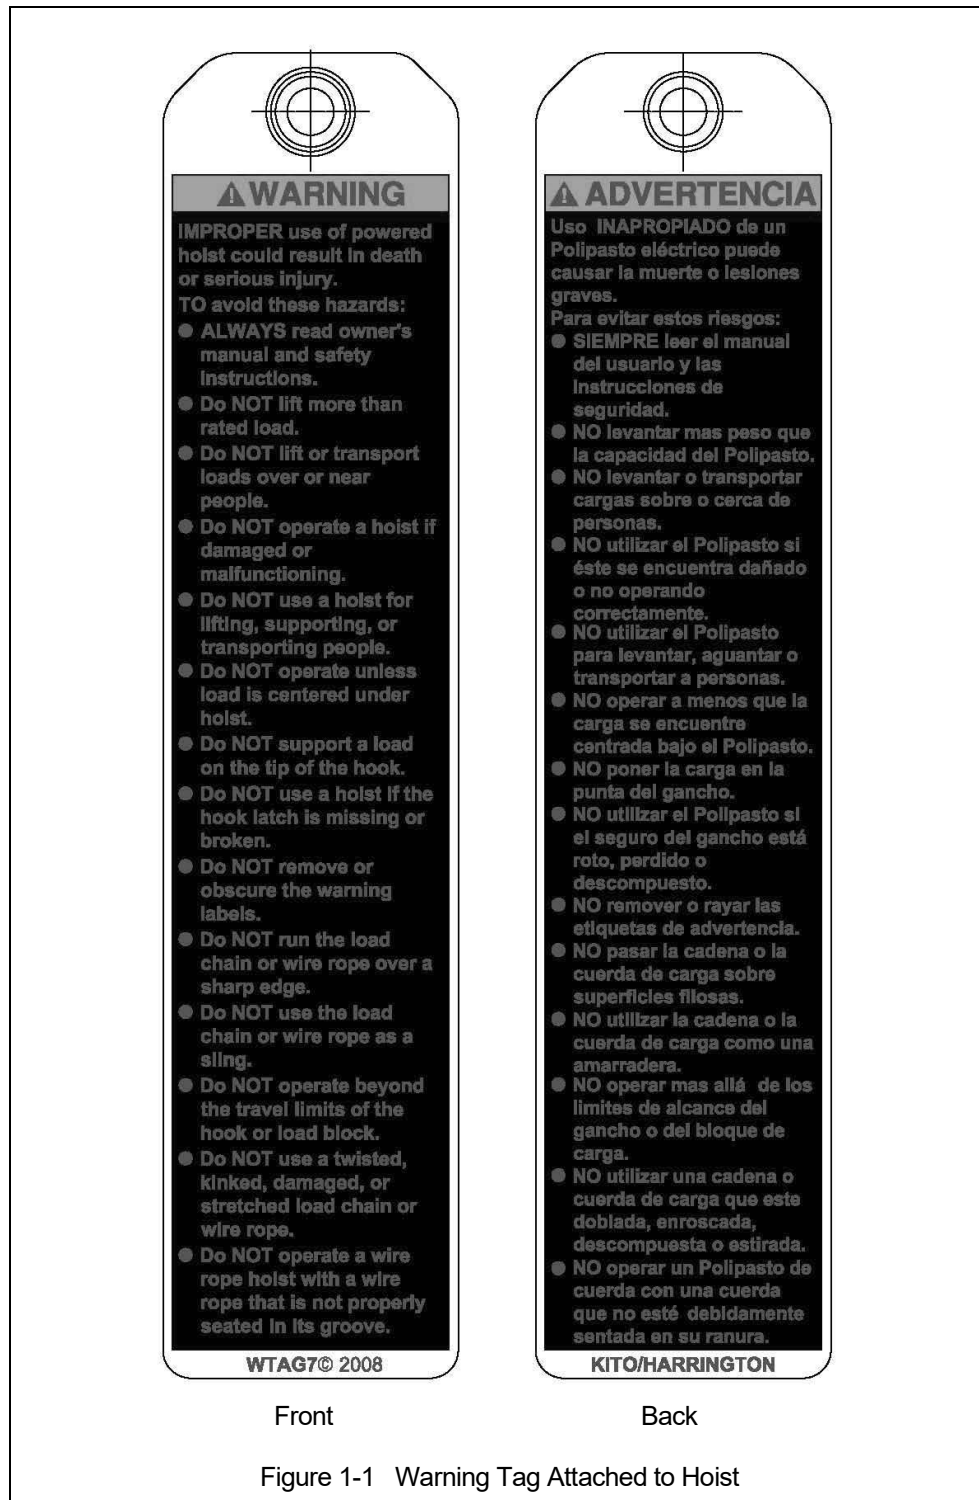 WARNING
IMPROPER use of powered
hoist could result in death
or serious injury.
TO avoid these hazards:
● ALWAYS read owner's
manual and safety
instructions.
● Do NOT lift more than
rated load.
● Do NOT lift or transport
loads over or near
people.
● Do NOT operate a hoist if
damaged or
malfunctioning.
● Do NOT use a hoist for
lifting, supporting, or
transporting people.
● Do NOT operate unless
load is centered under
hoist.
● Do NOT support a load
on the tip of the hook.
● Do NOT use a hoist if the
hook latch is missing or
broken.
● Do NOT remove or
obscure the warning
labels.
● Do NOT run the load
chain or wire rope over a
sharp edge.
● Do NOT use the load
chain or wire rope as a
sling.
● Do NOT operate beyond
the travel limits of the
hook or load block.
● Do NOT use a twisted,
kinked, damaged, or
stretched load chain or
wire rope.
● Do NOT operate a wire
rope hoist with a wire
rope that is not properly
seated in its groove.
WTAG7© 2008
Front
ADVERTENCIA
Uso INAPROPIADO de un
Polipasto eléctrico puede
causar la muerte o lesiones
graves.
Para evitar estos riesgos:
● SIEMPRE leer el manual
del usuario y las
instrucciones de
seguridad.
● NO levantar mas peso que
la capacidad del Polipasto.
● NO levantar o transportar
cargas sobre o cerca de
personas.
● NO utilizar el Polipasto si
éste se encuentra dañado
o no operando
correctamente.
● NO utilizar el Polipasto
para levantar, aguantar o
transportar a personas.
● NO operar a menos que la
carga se encuentre
centrada bajo el Polipasto.
● NO poner la carga en la
punta del gancho.
● NO utilizar el Polipasto si
el seguro del gancho está
roto, perdido o
descompuesto.
● NO remover o rayar las
etiquetas de advertencia.
● NO pasar la cadena o la
cuerda de carga sobre
superficies filosas.
● NO utilizar la cadena o la
cuerda de carga como una
amarradera.
● NO operar mas allá de los
limites de alcance del
gancho o del bloque de
carga.
● NO utilizar una cadena o
cuerda de carga que este
doblada, enroscada,
descompuesta o estirada.
● NO operar un Polipasto de
cuerda con una cuerda
que no esté debidamente
sentada en su ranura.
KITO/HARRINGTON
Back
Figure 1-1 Warning Tag Attached to Hoist